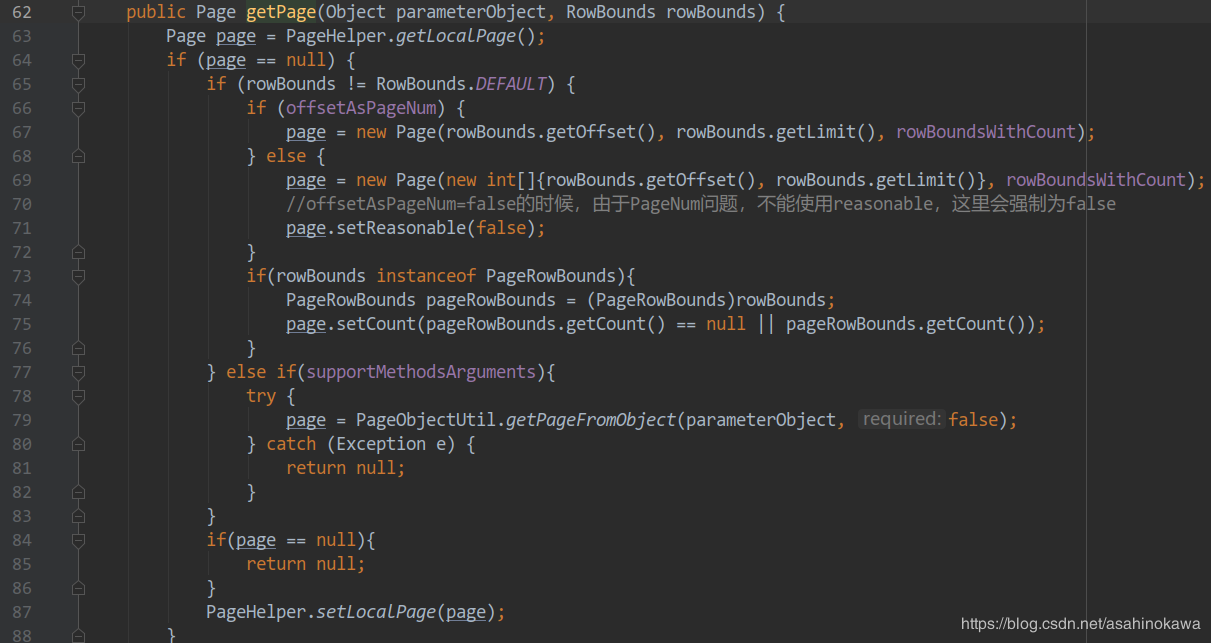 62 public Page getPage(Object parameterObject, RowBounds rowBounds) {
63 Page page = PageHelper.getLocalPage();
64 if (page == null) {
65 if (rowBounds != RowBounds.DEFAULT) {
66 if (offsetAsPageNum) {
67 page = new Page(rowBounds.getOffset(), rowBounds.getLimit(), rowBoundsWithCount);
68 } else {
69 page = new Page(new int[]{rowBounds.getOffset(), rowBounds.getLimit()}, rowBoundsWithCount);
70 //offsetAsPageNum=false的时候，由于PageNum问题，不能使用reasonable，这里会强制为false
71 page.setReasonable(false);
72 }
73 if(rowBounds instanceof PageRowBounds){
74 PageRowBounds pageRowBounds = (PageRowBounds)rowBounds;
75 page.setCount(pageRowBounds.getCount() == null || pageRowBounds.getCount());
76 }
77 } else if(supportMethodsArguments){
78 try {
79 page = PageObjectUtil.getPageFromObject(parameterObject, required: false);
80 } catch (Exception e) {
81 return null;
82 }
83 }
84 if(page == null){
85 return null;
86 }
87 PageHelper.setLocalPage(page);
88 }
https://blog.csdn.net/asahinokawa